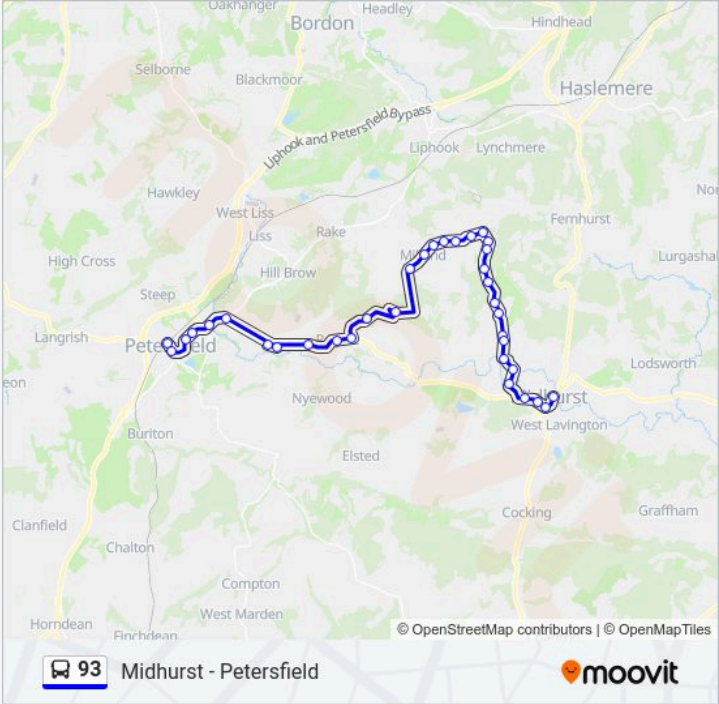 Oakhanger
Headley
Bordon
Hindhead
Selborne
Blackmoor
Haslemere
Liphook and Petersfield Bypass
Liphook
Lynchmere
Hawkley
West Liss
Liss
Rake
Fernhurst
High Cross
Hill Brow
Lurgashal
Steep
Langrish
Lodsworth
Nyewood
West Lavington
Buriton
Elsted
Cocking
Graffham
Clanfield
Chalton
Compton
West Marden
Horndean
Finchdean
© OpenStreetMap contributors | © OpenMapTiles
93 Midhurst - Petersfield
moovit